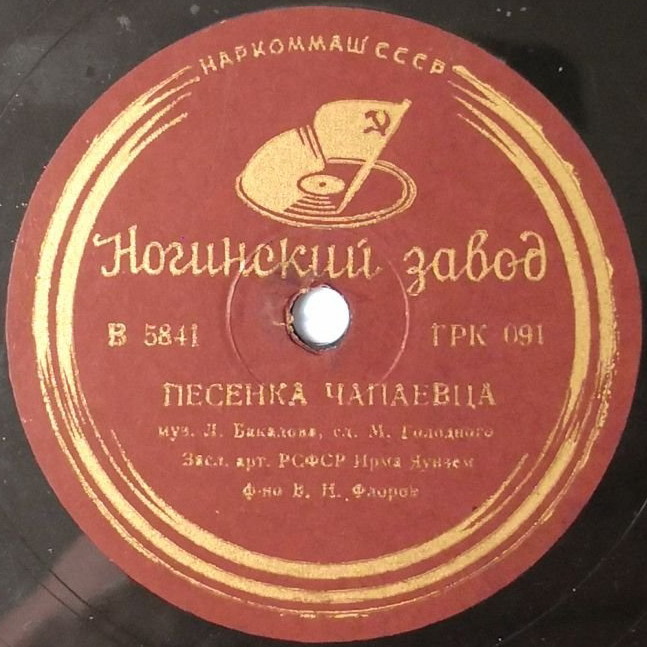 НАРКОММАШ СССР
Ногинский завод
В 5841 ГРК 091
ПЕСЕНКА ЧАПАЕВЦА
муз. Л. Бакалова, сл. М. Голодного
Засл. арт. РСФСР Ирма Яунзем
ф-но В. Н. Флоров